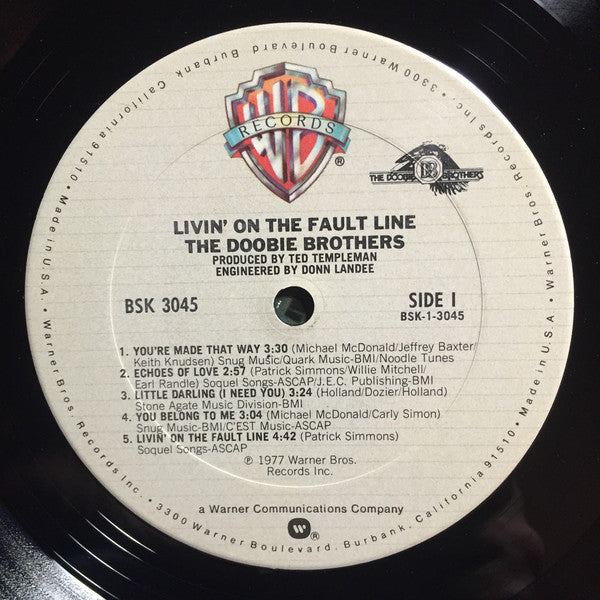 WB
RECORDS
®
THE DOOBIE BROTHERS
LIVIN' ON THE FAULT LINE
THE DOOBIE BROTHERS
PRODUCED BY TED TEMPLEMAN
ENGINEERED BY DONN LANDEE
BSK 3045
SIDE I
BSK-1-3045
1. YOU'RE MADE THAT WAY 3:30 (Michael McDonald/Jeffrey Baxter/
Keith Knudsen) Snug Music/Quark Music-BMI/Noodle Tunes
2. ECHOES OF LOVE 2:57 (Patrick Simmons/Willie Mitchell/
Earl Randle) Soquel Songs-ASCAP/J.E.C. Publishing-BMI
3. LITTLE DARLING (I NEED YOU) 3:24 (Holland/Dozier/Holland)
Stone Agate Music Division-BMI
4. YOU BELONG TO ME 3:04 (Michael McDonald/Carly Simon)
Snug Music-BMI/C'EST Music-ASCAP
5. LIVIN' ON THE FAULT LINE 4:42 (Patrick Simmons)
Soquel Songs-ASCAP
℗ 1977 Warner Bros.
Records Inc.
a Warner Communications Company
W
®
Warner Bros. Records Inc. • 3300 Warner Boulevard, Burbank, California 91510 • Made in U.S.A. • Warner Bros. Records Inc. • 3300 Warner Boulevard, Burbank, California 91510 • Made in U.S.A. •